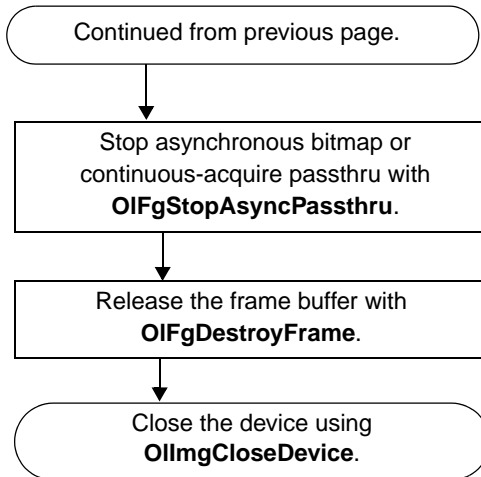 Continued from previous page.
Stop asynchronous bitmap or
continuous-acquire passthru with
OlFgStopAsyncPassthru.
Release the frame buffer with
OlFgDestroyFrame.
Close the device using
OlImgCloseDevice.